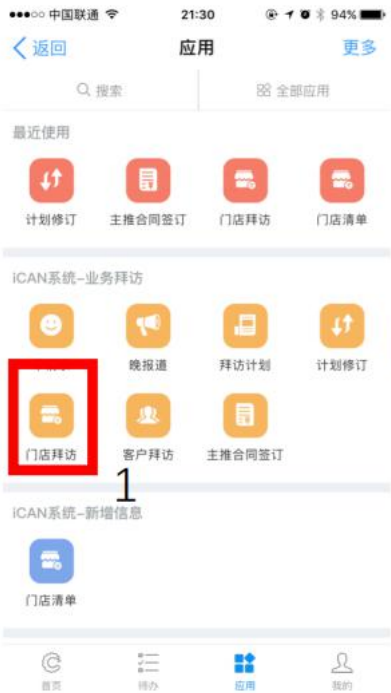 中国联通 21:30 94%
返回 应用 更多
搜索 全部应用
最近使用
计划修订 主推合同签订 门店拜访 门店清单
iCAN系统-业务拜访
晚报道 拜访计划 计划修订
门店拜访 客户拜访 主推合同签订
1
iCAN系统-新增信息
门店清单
首页 待办 应用 我的